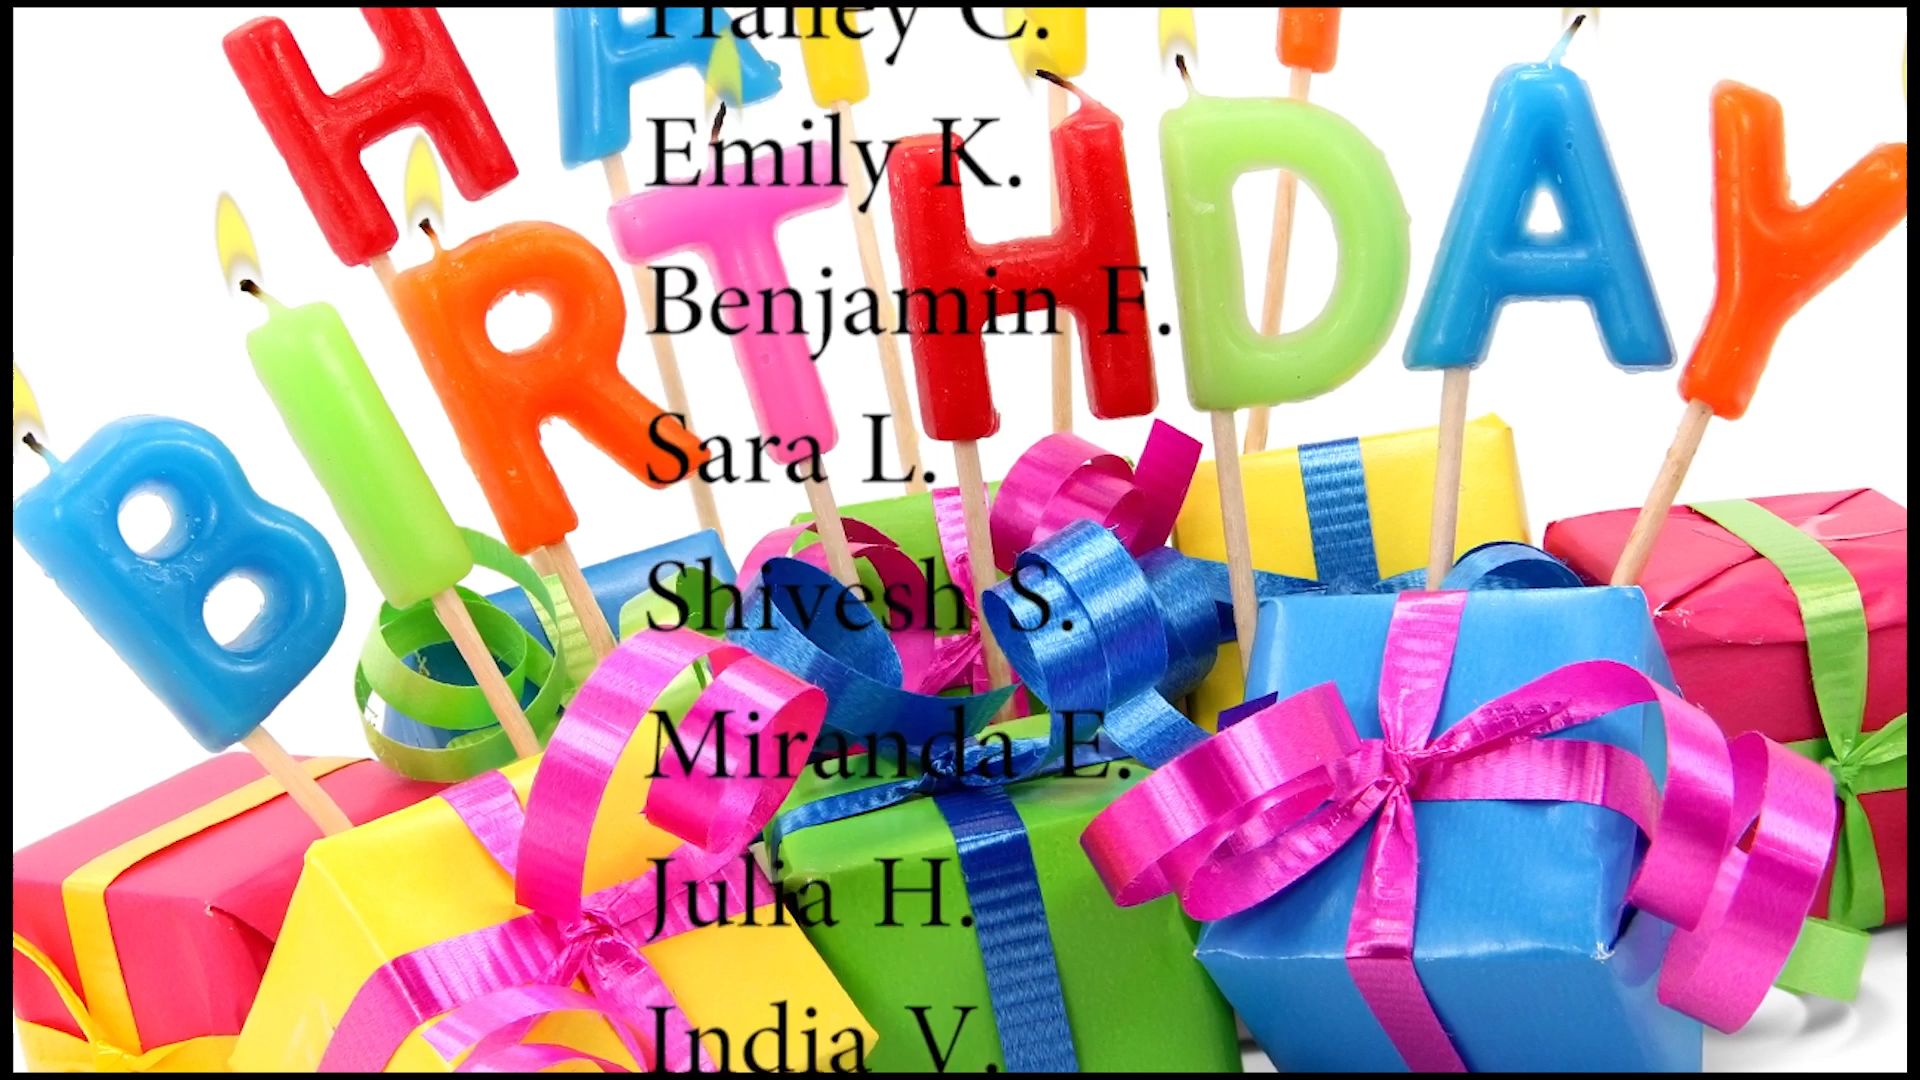 HAPPY
BIRTHDAY
Emily K.
Benjamin F.
Sara L.
Shivesh S.
Miranda E.
Julia H.
India V.